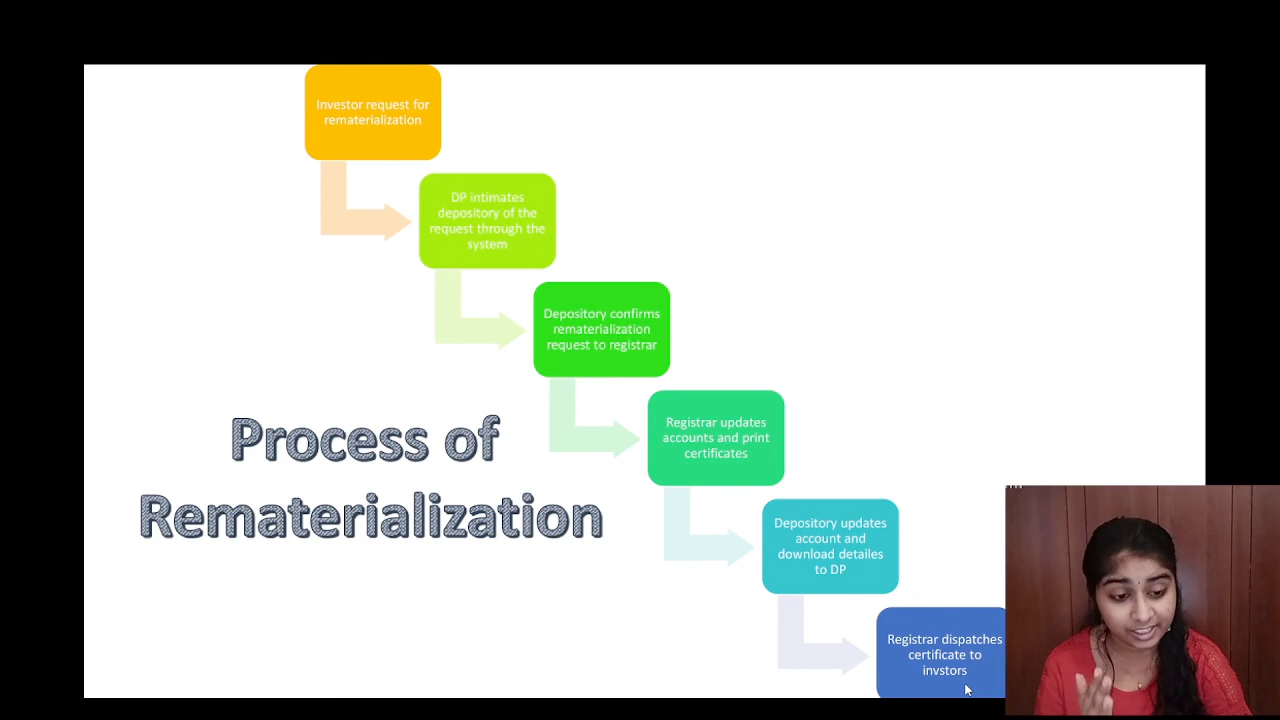 Investor request for
rematerialization
DP intimates
depository of the
request through the
system
Depository confirms
rematerialization
request to registrar
Registrar updates
accounts and print
certificates
Depository updates
account and
download detailes
to DP
Registrar dispatches
certificate to
invstors
Process of
Rematerialization